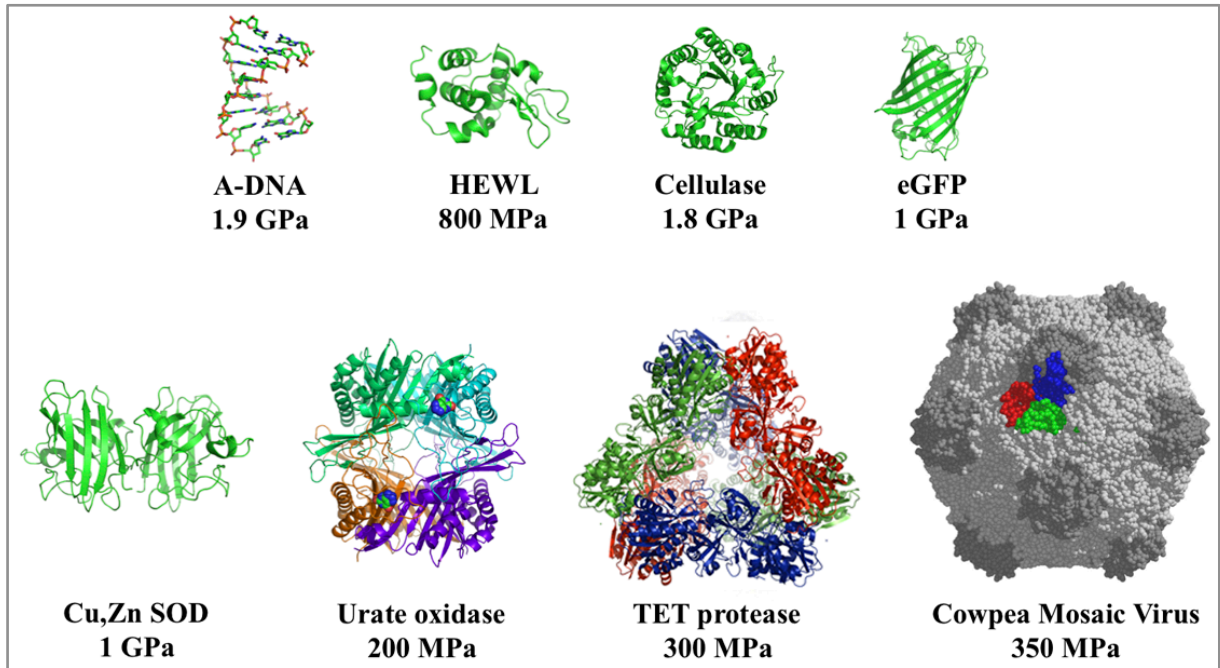 A-DNA
1.9 GPa
HEWL
800 MPa
Cellulase
1.8 GPa
eGFP
1 GPa
Cu,Zn SOD
1 GPa
Urate oxidase
200 MPa
TET protease
300 MPa
Cowpea Mosaic Virus
350 MPa